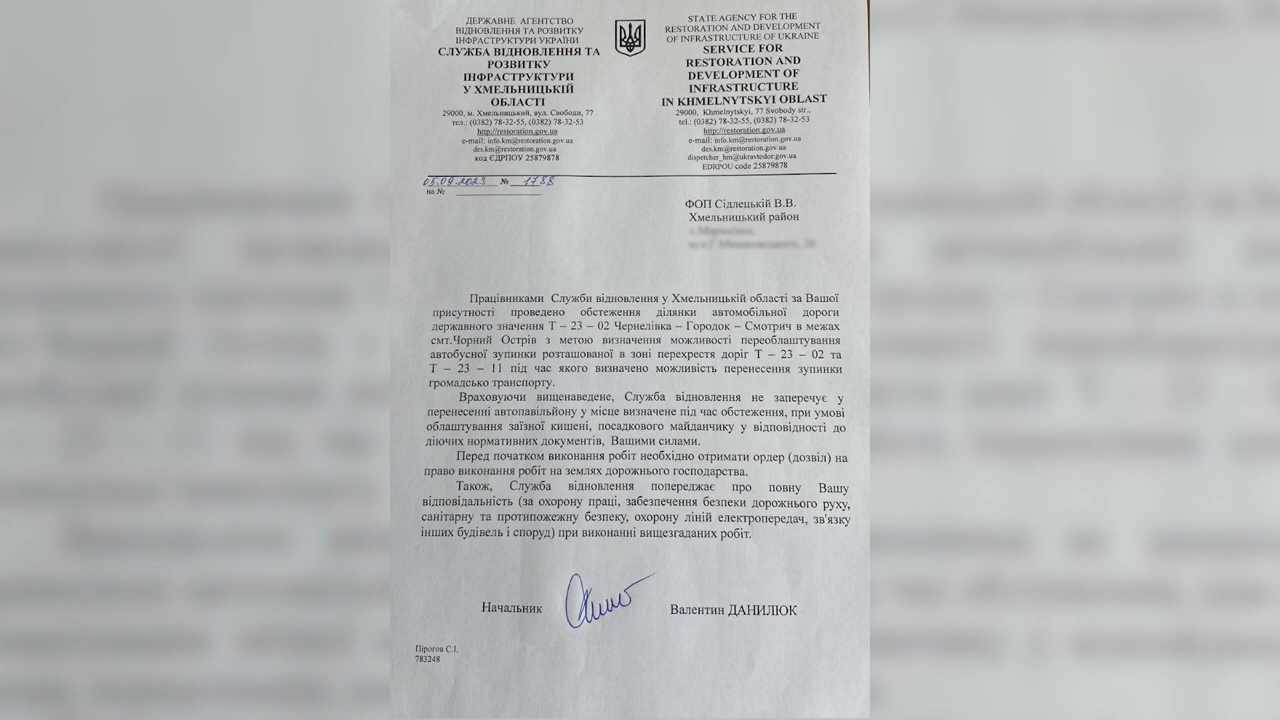 ДЕРЖАВНЕ АГЕНТСТВО
ВІДНОВЛЕННЯ ТА РОЗВИТКУ
ІНФРАСТРУКТУРИ УКРАЇНИ
СЛУЖБА ВІДНОВЛЕННЯ ТА
РОЗВИТКУ
ІНФРАСТРУКТУРИ
У ХМЕЛЬНИЦЬКІЙ
ОБЛАСТІ
29000, м. Хмельницький, вул. Свободи, 77
тел.: (0382) 78-32-55, (0382) 78-32-53
http://restoration.gov.ua
e-mail: info.km@restoration.gov.ua
des.km@restoration.gov.ua
код ЄДРПОУ 25879878
STATE AGENCY FOR THE
RESTORATION AND DEVELOPMENT
OF INFRASTRUCTURE OF UKRAINE
SERVICE FOR
RESTORATION AND
DEVELOPMENT OF
INFRASTRUCTURE
IN KHMELNYTSKYI OBLAST
29000, Khmelnytskyi, 77 Svobody str.,
tel.: (0382) 78-32-55, (0382) 78-32-53
http://restoration.gov.ua
e-mail: info.km@restoration.gov.ua
des.km@restoration.gov.ua
dispetcher_hm@ukravtodor.gov.ua
EDRPOU code 25879878
05.09.2023 № 1788
на №
ФОП Сідлецькій В.В.
Хмельницький район
Працівниками Служби відновлення у Хмельницькій області за Вашої
присутності проведено обстеження ділянки автомобільної дороги
державного значення Т – 23 – 02 Чернелівка – Городок – Смотрич в межах
смт.Чорний Острів з метою визначення можливості переоблаштування
автобусної зупинки розташованої в зоні перехрестя доріг Т – 23 – 02 та
Т – 23 – 11 під час якого визначено можливість перенесення зупинки
громадсько транспорту.
Враховуючи вищенаведене, Служба відновлення не заперечує у
перенесенні автопавільйону у місце визначене під час обстеження, при умові
облаштування заїзної кишені, посадкового майданчику у відповідності до
діючих нормативних документів, Вашими силами.
Перед початком виконання робіт необхідно отримати ордер (дозвіл) на
право виконання робіт на землях дорожнього господарства.
Також, Служба відновлення попереджає про повну Вашу
відповідальність (за охорону праці, забезпечення безпеки дорожнього руху,
санітарну та протипожежну безпеку, охорону ліній електропередач, зв'язку
інших будівель і споруд) при виконанні вищезгаданих робіт.
Начальник Валентин ДАНИЛЮК
Пірогов С.І.
783248